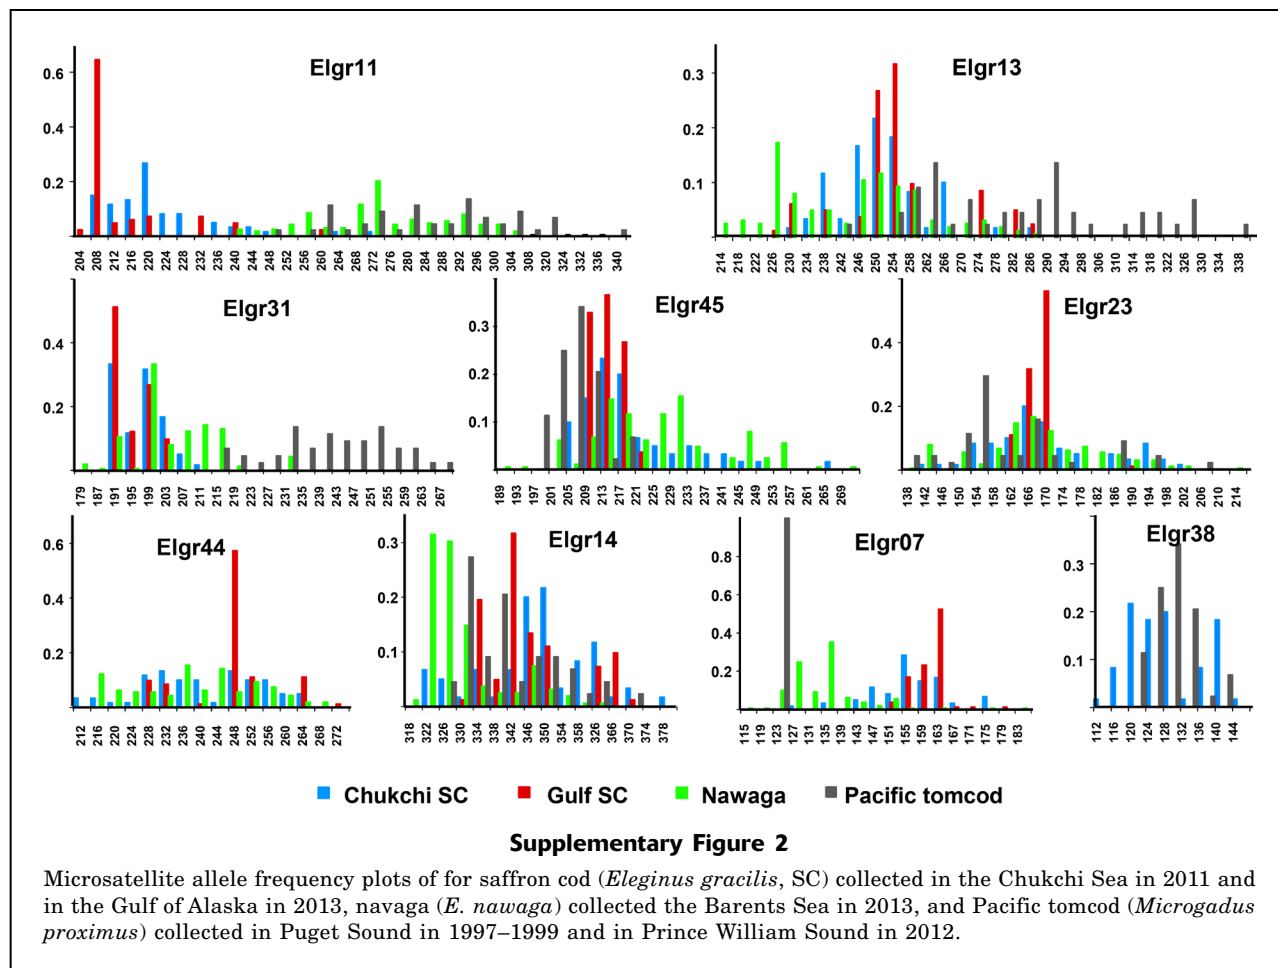 Elgr11
0.6
0.4
0.2
204 208 212 216 220 224 228 232 236 240 244 248 252 256 260 264 268 272 276 284 288 292 296 300 304 308 320 332 336 340
Elgr13
0.3
0.2
0.1
214 218 222 226 230 234 238 242 246 250 254 258 262 266 270 274 278 282 286 290 294 298 306 310 314 318 322 326 330 334 338
Elgr31
0.4
0.2
179 187 191 195 199 203 207 211 215 219 223 227 231 235 239 243 247 251 255 259 263 267
Elgr45
0.3
0.2
0.1
189 193 197 201 205 209 213 217 221 225 229 233 237 241 245 249 253 257 261 265 269
Elgr23
0.4
0.2
138 142 146 150 154 158 162 166 170 174 178 182 186 190 194 198 202 206 210 214
Elgr44
0.6
0.4
0.2
212 216 220 224 228 232 236 240 244 248 252 256 260 264 268 272
Elgr14
0.3
0.2
0.1
318 322 326 330 334 338 342 346 350 354 358 362 366 370 374 378
Elgr07
0.8
0.6
0.4
0.2
115 119 123 127 131 135 139 143 147 151 155 159 163 167 171 175 179 183
Elgr38
0.3
0.2
0.1
112 116 120 124 128 132 136 140 144
Chukchi SC Gulf SC Nawaga Pacific tomcod
Supplementary Figure 2
Microsatellite allele frequency plots of for saffron cod (Eleginus gracilis, SC) collected in the Chukchi Sea in 2011 and
in the Gulf of Alaska in 2013, navaga (E. nawaga) collected the Barents Sea in 2013, and Pacific tomcod (Microgadus
proximus) collected in Puget Sound in 1997–1999 and in Prince William Sound in 2012.